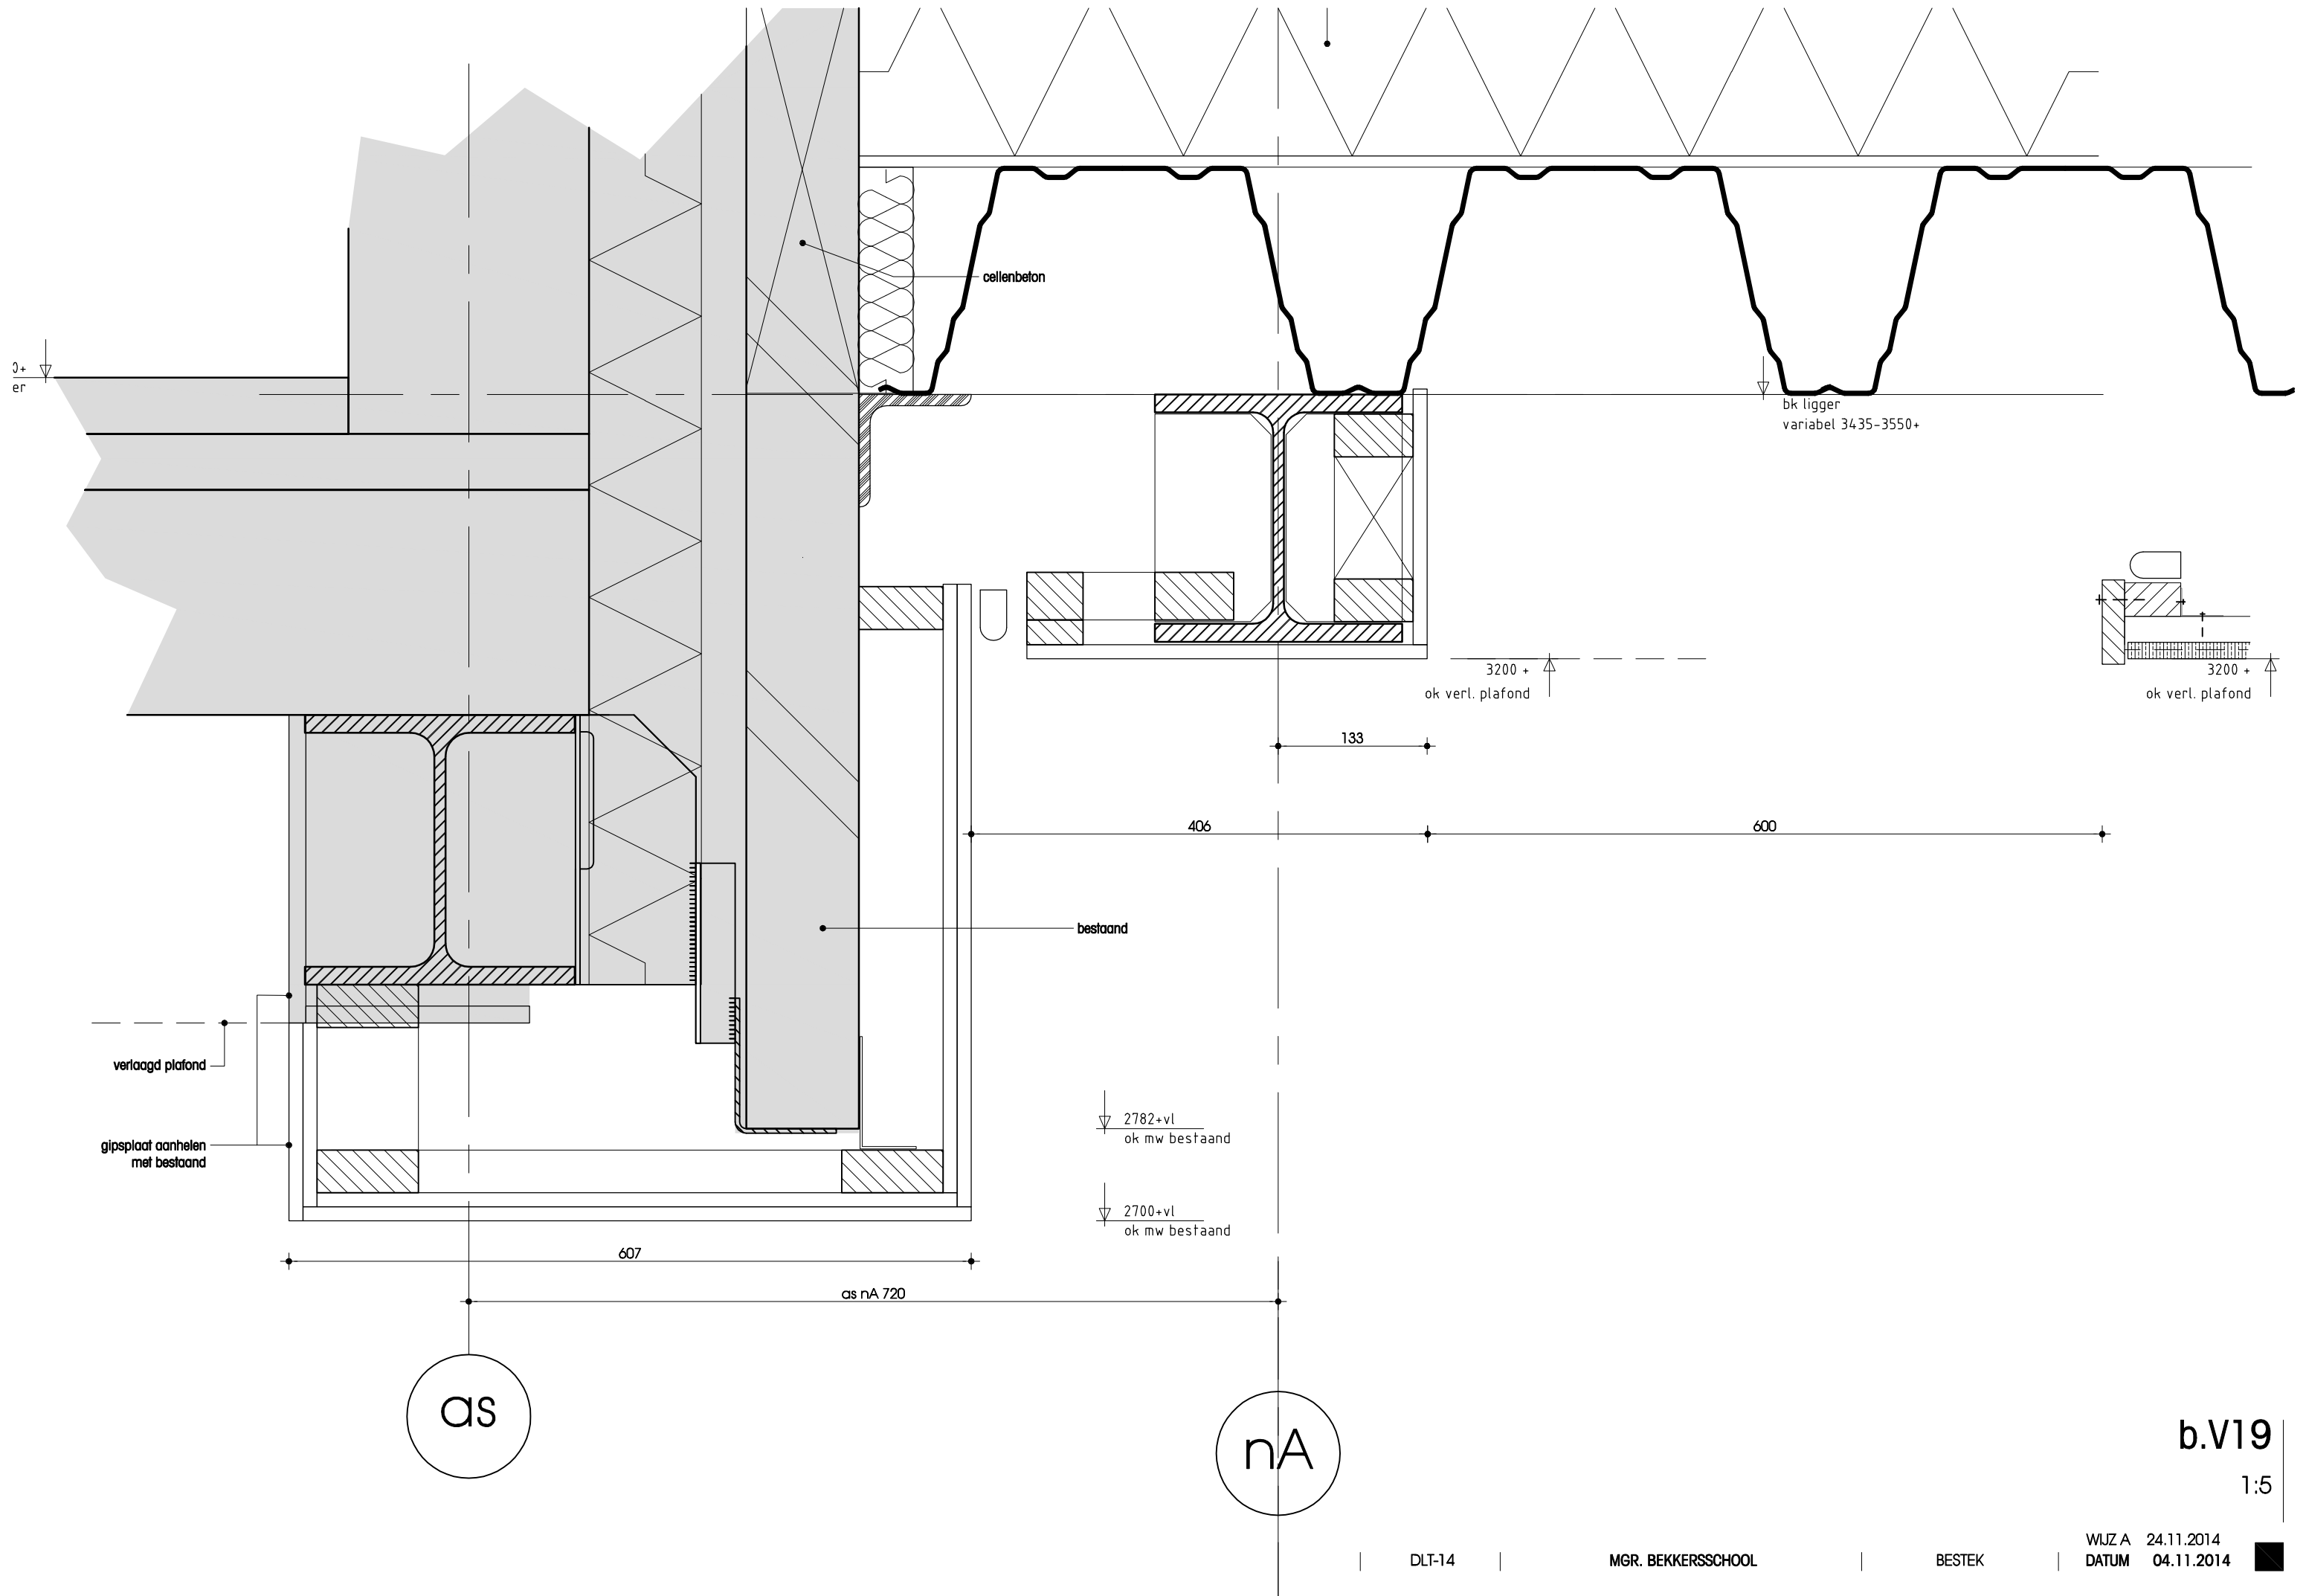 cellenbeton
+
er
bk ligger
variabel 3435-3550+
3200 +
ok verl. plafond
3200 +
ok verl. plafond
133
406
600
bestaand
verlaagd plafond
gipsplaat aanhelen
met bestaand
2782+vl
ok mw bestaand
2700+vl
ok mw bestaand
607
as nA 720
as
nA
b.V19
1:5
WIJZ A 24.11.2014
DLT-14 MGR. BEKKERSSCHOOL BESTEK DATUM 04.11.2014